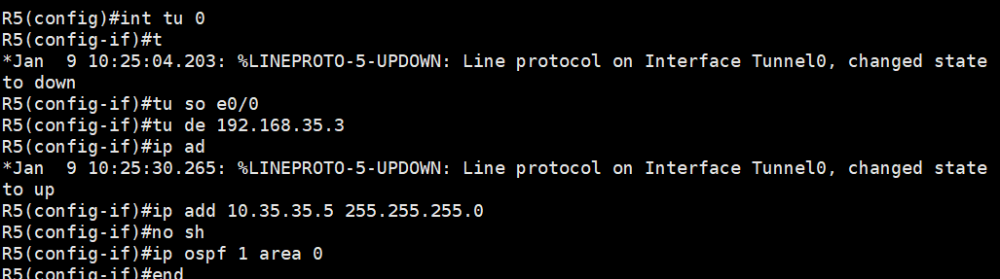 R5(config)#int tu 0
R5(config-if)#t
*Jan  9 10:25:04.203: %LINEPROTO-5-UPDOWN: Line protocol on Interface Tunnel0, changed state
to down
R5(config-if)#tu so e0/0
R5(config-if)#tu de 192.168.35.3
R5(config-if)#ip ad
*Jan  9 10:25:30.265: %LINEPROTO-5-UPDOWN: Line protocol on Interface Tunnel0, changed state
to up
R5(config-if)#ip add 10.35.35.5 255.255.255.0
R5(config-if)#no sh
R5(config-if)#ip ospf 1 area 0
R5(config-if)#end